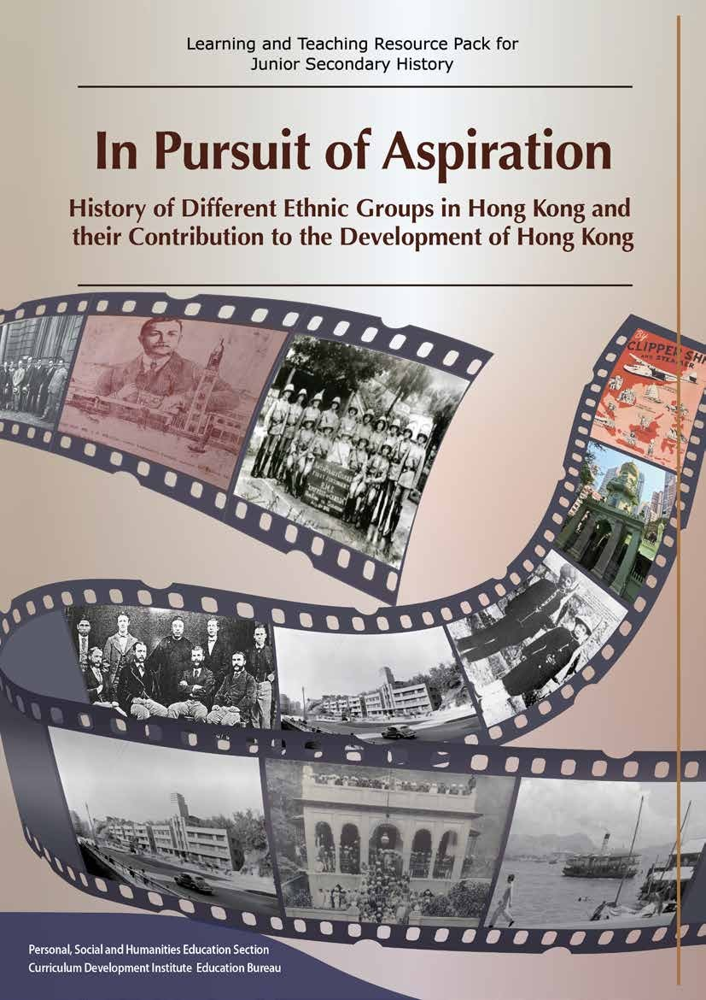 Learning and Teaching Resource Pack for
Junior Secondary History
In Pursuit of Aspiration
History of Different Ethnic Groups in Hong Kong and
their Contribution to the Development of Hong Kong
By
CLIPPER SHI
AND STEAMER
R.M.S.
Personal, Social and Humanities Education Section
Curriculum Development Institute Education Bureau